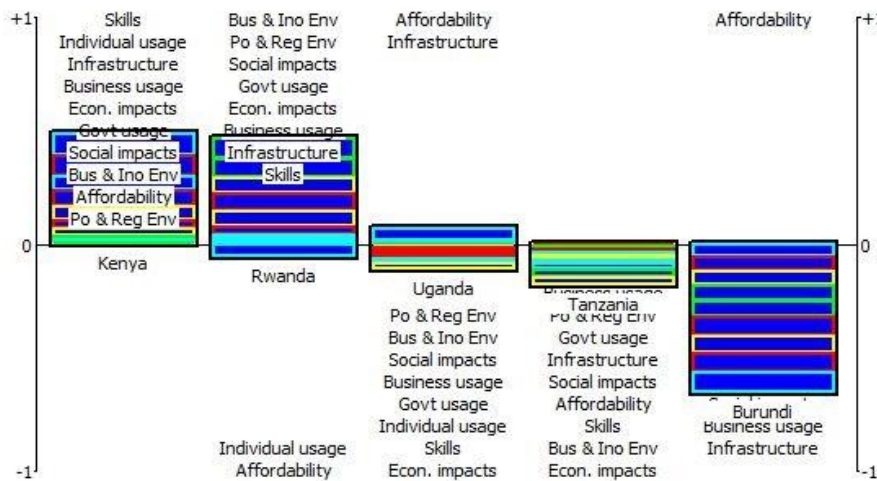 +1
Skills
Individual usage
Infrastructure
Business usage
Econ. impacts
Govt usage
Social impacts
Bus & Ino Env
Affordability
Po & Reg Env
Kenya
Bus & Ino Env
Po & Reg Env
Social impacts
Govt usage
Econ. impacts
Business usage
Infrastructure
Skills
Rwanda
Individual usage
Affordability
Affordability
Infrastructure
Uganda
Po & Reg Env
Bus & Ino Env
Social impacts
Business usage
Govt usage
Individual usage
Skills
Econ. impacts
Business usage
Tanzania
Po & Reg Env
Govt usage
Infrastructure
Social impacts
Affordability
Skills
Bus & Ino Env
Econ. impacts
Affordability
Burundi
Business usage
Infrastructure
+1
0
0
-1
-1